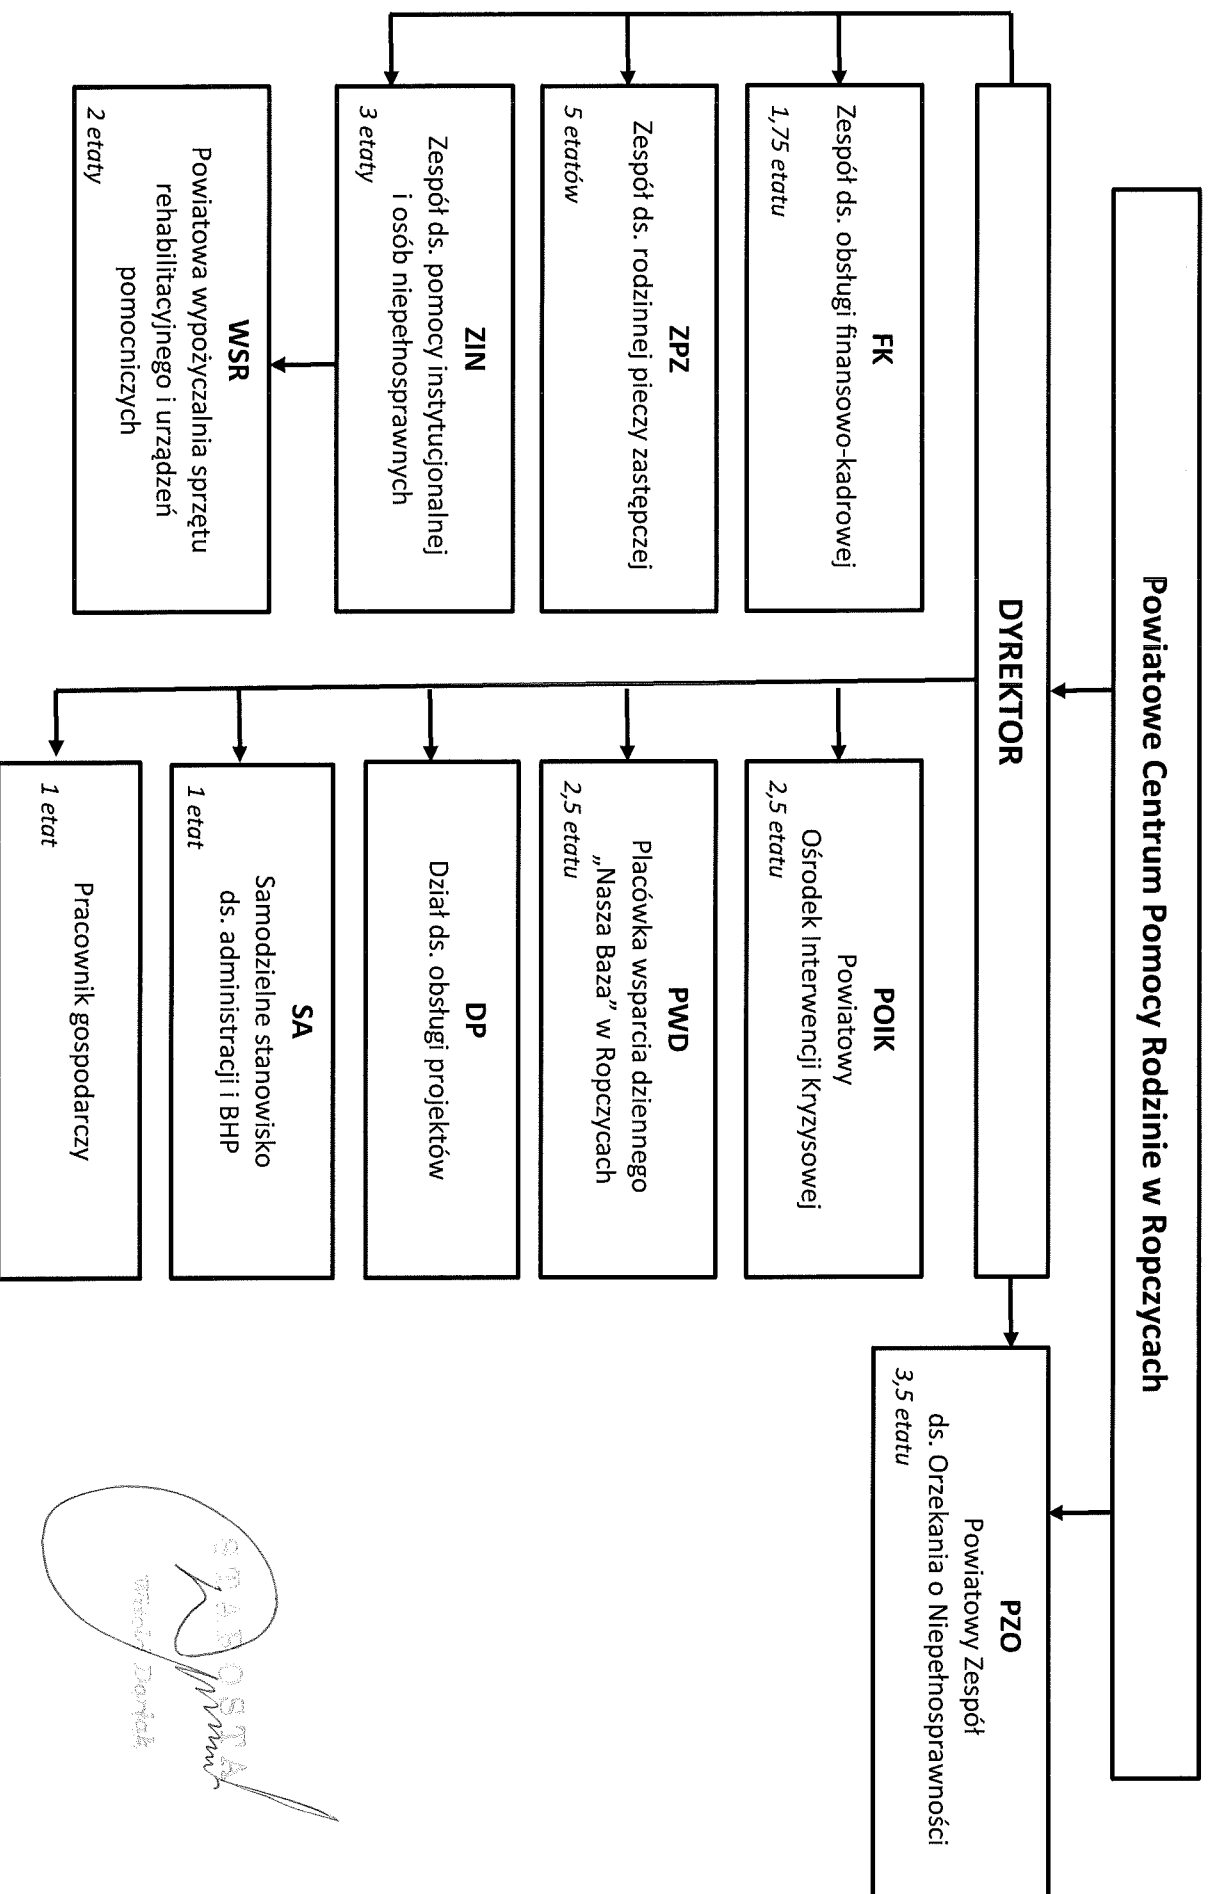 Powiatowe Centrum Pomocy Rodzinie w Ropczycach
DYREKTOR
FK
Zespół ds. obsługi finansowo-kadrowej
1,75 etatu
ZPZ
Zespół ds. rodzinnej pieczy zastępczej
5 etatów
ZIN
Zespół ds. pomocy instytucjonalnej
i osób niepełnosprawnych
3 etaty
WSR
Powiatowa wypożyczalnia sprzętu
rehabilitacyjnego i urządzeń
pomocniczych
2 etaty
POIK
Powiatowy
Ośrodek Interwencji Kryzysowej
2,5 etatu
PWD
Placówka wsparcia dziennego
„Nasza Baza” w Ropczycach
2,5 etatu
DP
Dział ds. obsługi projektów
SA
Samodzielne stanowisko
ds. administracji i BHP
1 etat
Pracownik gospodarczy
1 etat
PZO
Powiatowy Zespół
ds. Orzekania o Niepełnosprawności
3,5 etatu
STAROSTA
Witold Darłak